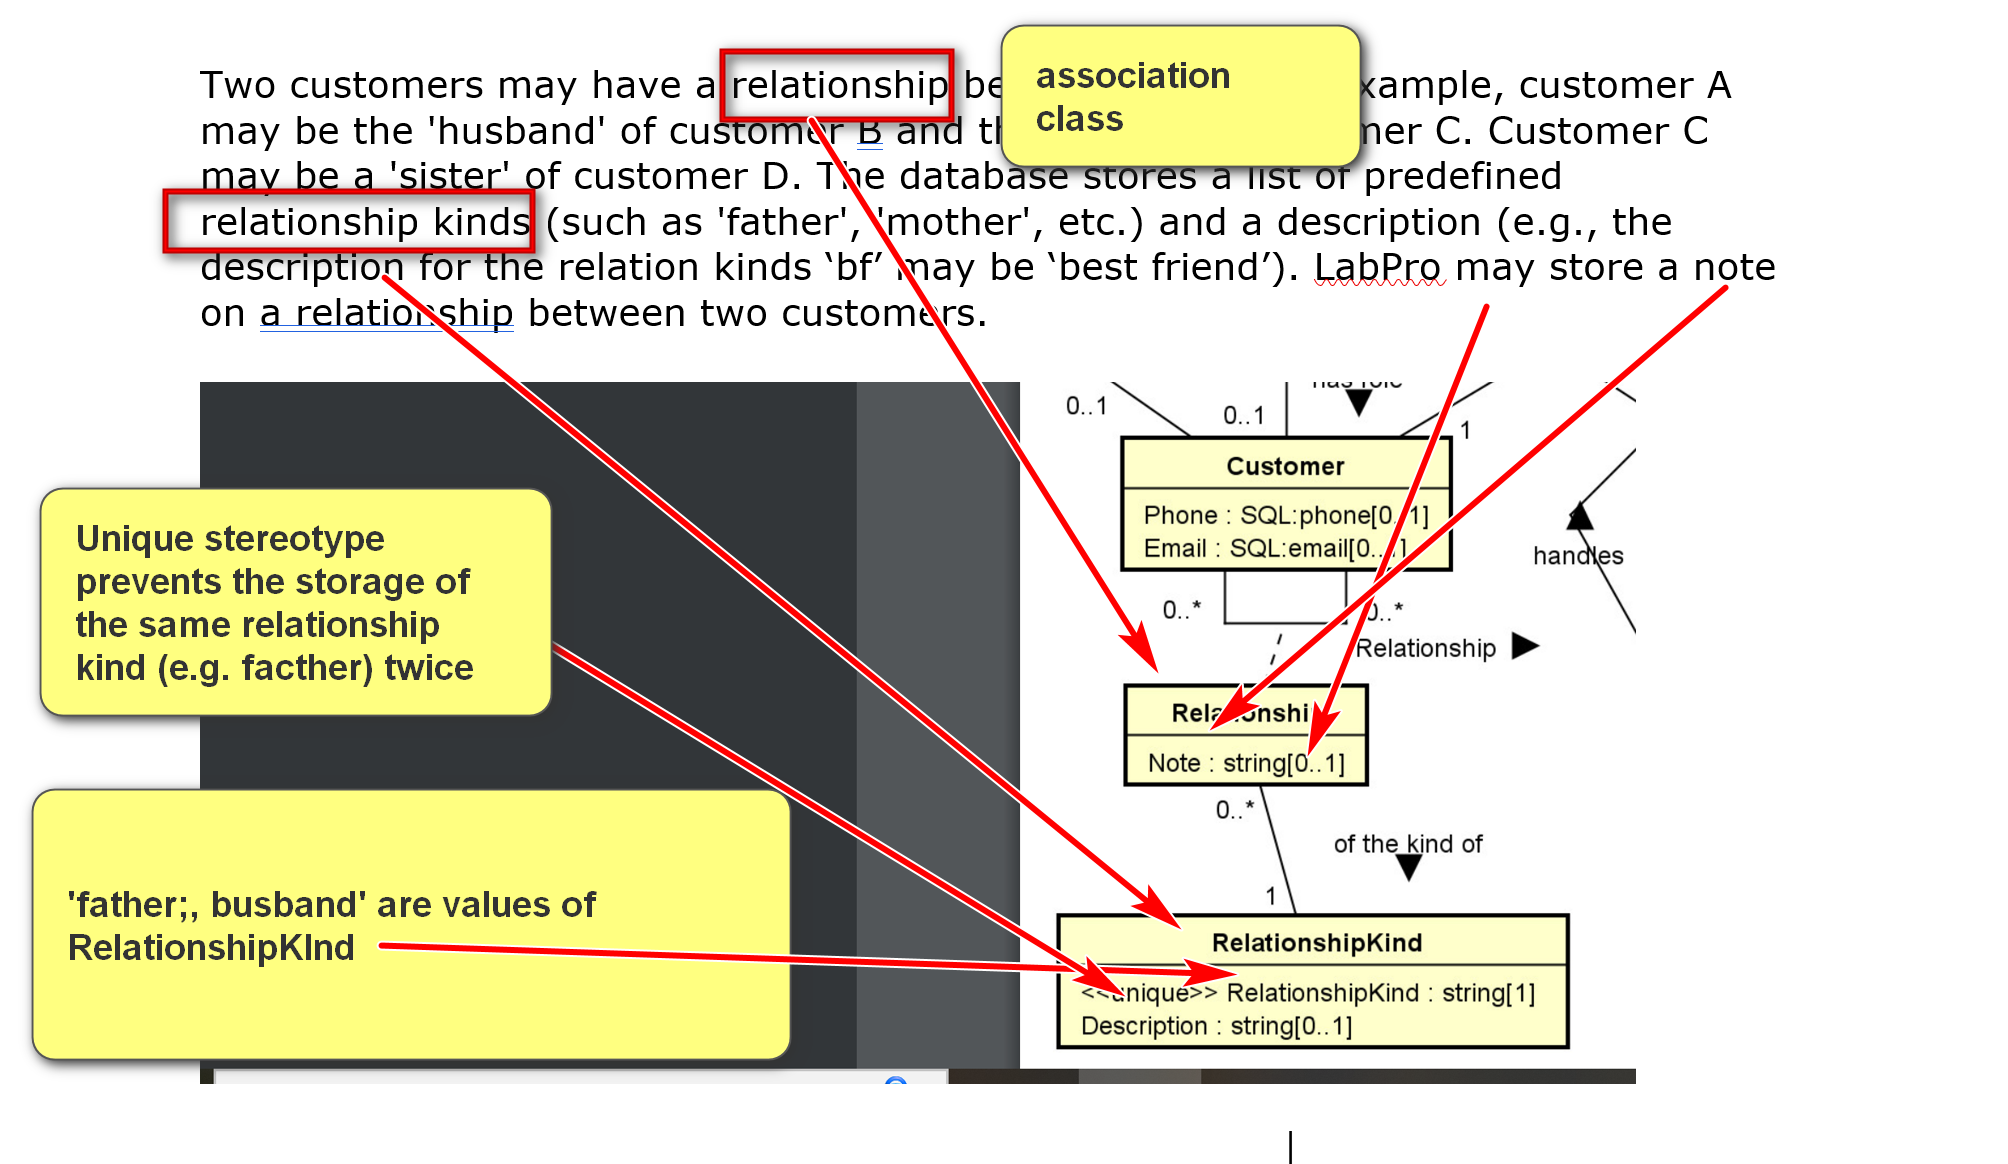 Two customers may have a relationship be
association
class
xample, customer A
may be the 'husband' of customer B and th
mer C. Customer C
may be a 'sister' of customer D. The database stores a list of predefined
relationship kinds (such as 'father', 'mother', etc.) and a description (e.g., the
description for the relation kinds ‘bf’ may be ‘best friend’). LabPro may store a note
on a relationship between two customers.
has role
0..1
0..1
1
Customer
Phone : SQL:phone[0..1]
Email : SQL:email[0..1]
handles
0..*
0..*
Relationship
Unique stereotype
prevents the storage of
the same relationship
kind (e.g. facther) twice
Relationship
Note : string[0..1]
0..*
of the kind of
1
'father;, busband' are values of
RelationshipKInd
RelationshipKind
<<unique>> RelationshipKind : string[1]
Description : string[0..1]